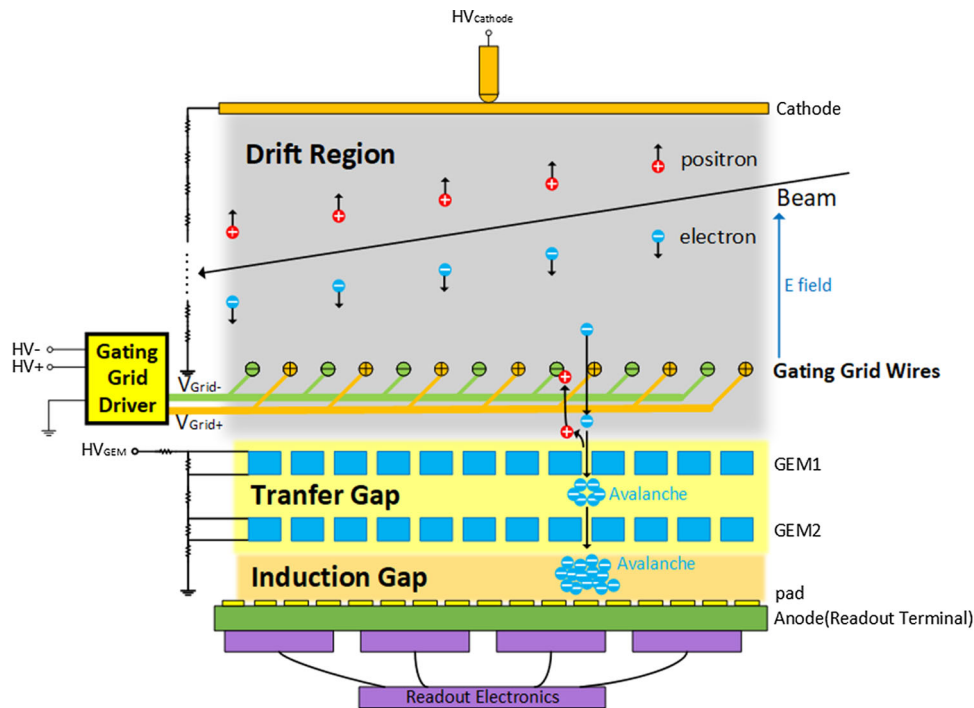 HVCathode
Cathode
Drift Region
positron
Beam
electron
E field
HV-
HV+
Gating
Grid
Driver
VGrid-
VGrid+
Gating Grid Wires
HVGEM
GEM1
Tranfer Gap
Avalanche
GEM2
Induction Gap
Avalanche
pad
Anode(Readout Terminal)
Readout Electronics